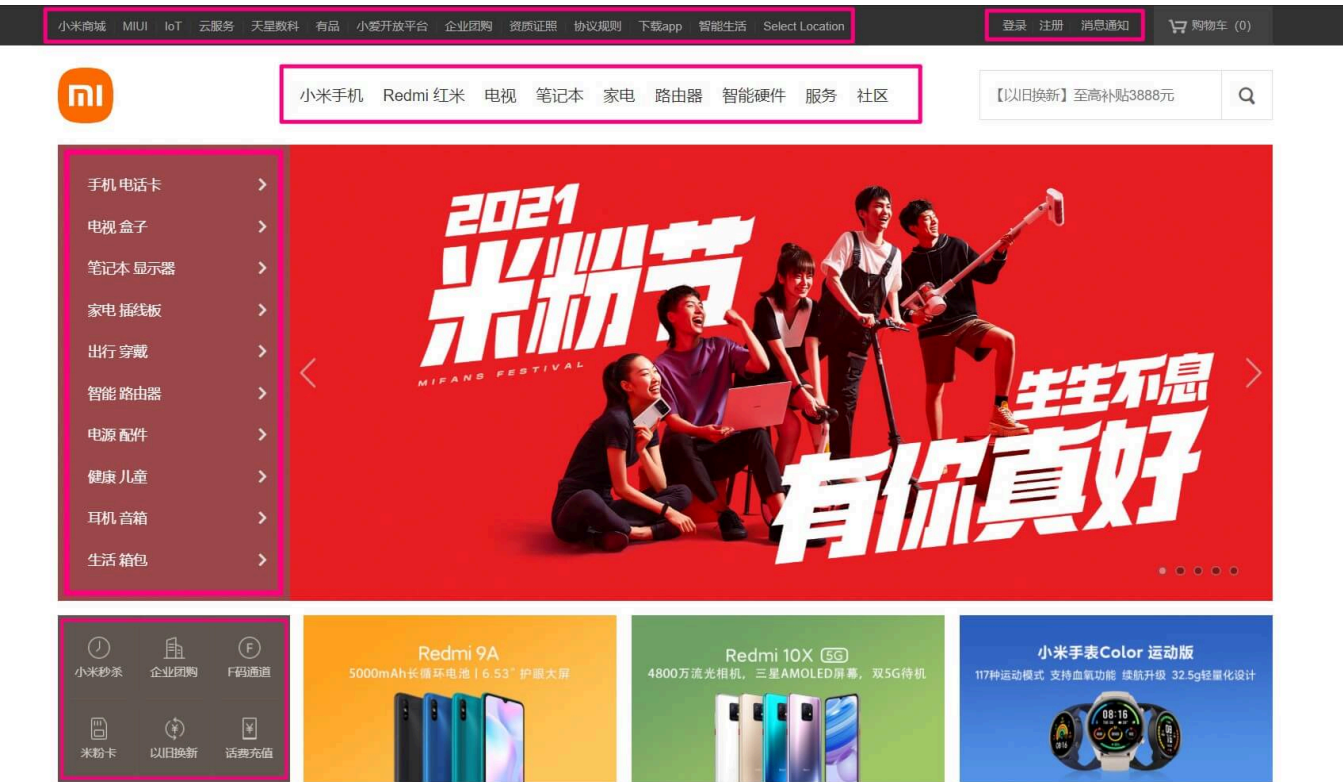 小米商城 MIUI IoT 云服务 天星数科 有品 小爱开放平台 企业团购 资质证照 协议规则 下载app 智能生活 Select Location 登录 注册 消息通知 购物车 (0)
小米手机 Redmi 红米 电视 笔记本 家电 路由器 智能硬件 服务 社区 【以旧换新】至高补贴3888元
手机 电话卡
电视 盒子
笔记本 显示器
家电 插线板
出行 穿戴
智能 路由器
电源 配件
健康 儿童
耳机 音箱
生活 箱包
2021
米粉节
MIFANS FESTIVAL
生生不息
有你真好
小米秒杀 企业团购 F码通道
米粉卡 以旧换新 话费充值
Redmi 9A
5000mAh长循环电池 | 6.53" 护眼大屏
Redmi 10X 5G
4800万流光相机, 三星AMOLED屏幕, 双5G待机
小米手表Color 运动版
117种运动模式 支持血氧功能 续航升级 32.5g轻量化设计
08:16